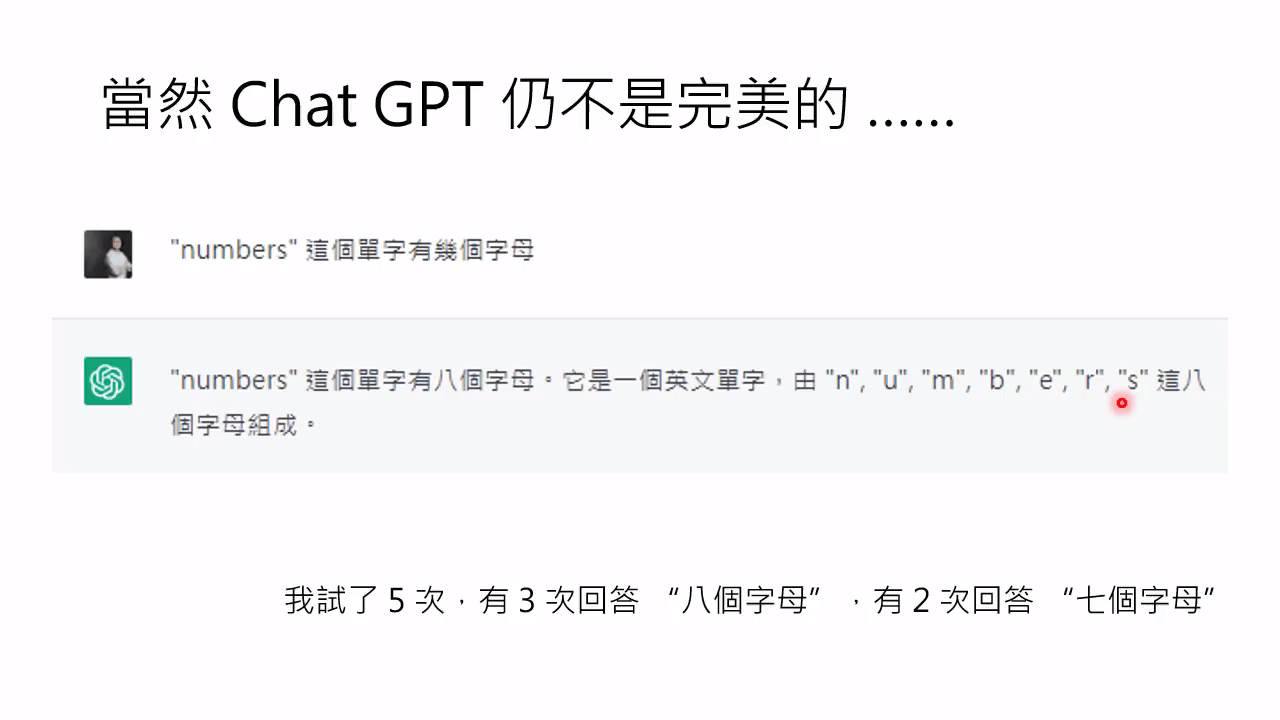 當然 Chat GPT 仍不是完美的 ……
"numbers" 這個單字有幾個字母
"numbers" 這個單字有八個字母。它是一個英文單字，由 "n", "u", "m", "b", "e", "r", "s" 這八
個字母組成。
我試了 5 次，有 3 次回答 “八個字母” ，有 2 次回答 “七個字母”